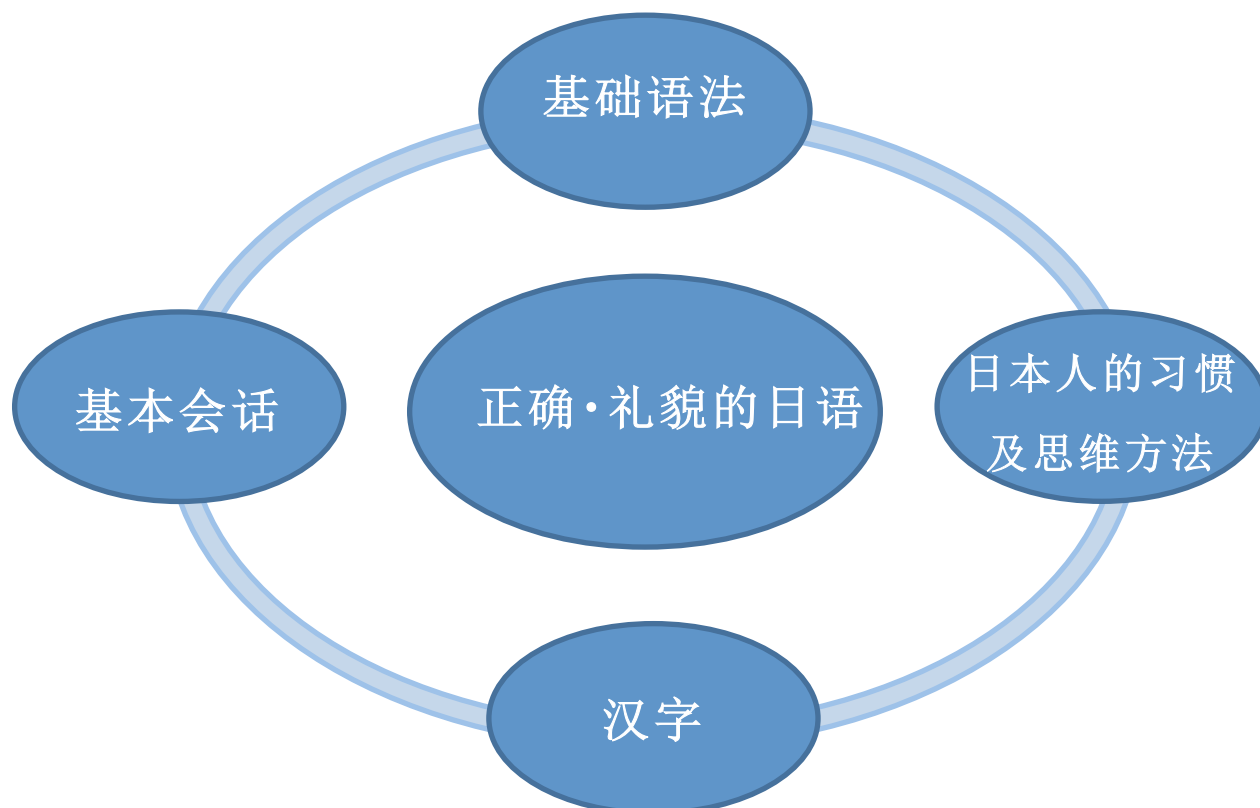 基础语法
基本会话
正确·礼貌的日语
日本人的习惯
及思维方法
汉字